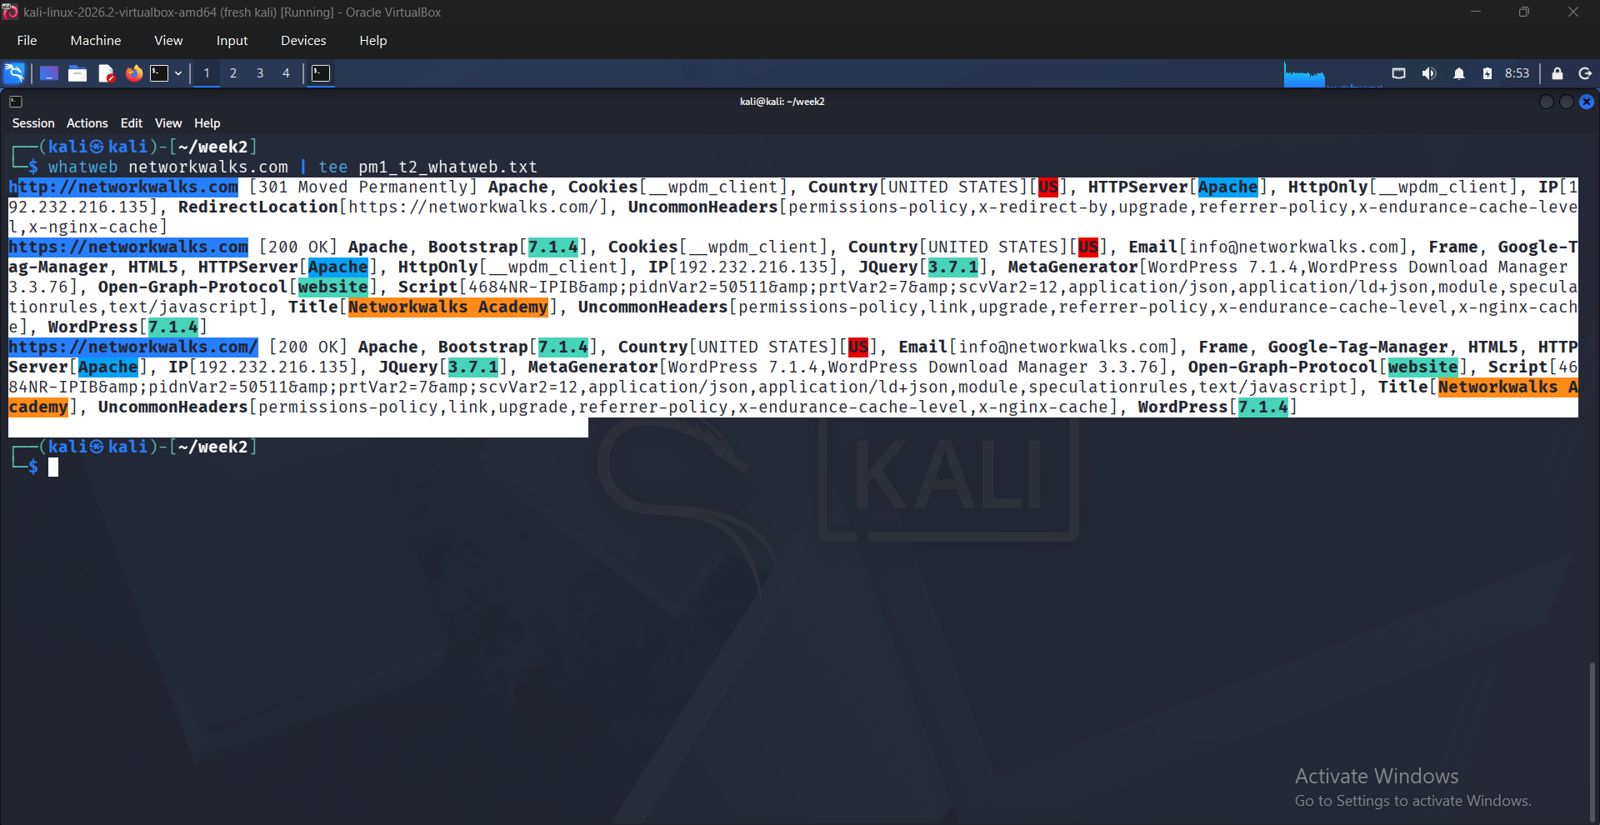 kali-linux-2026.2-virtualbox-amd64 (fresh kali) [Running] - Oracle VirtualBox
File Machine View Input Devices Help
1 2 3 4 8:53
kali@kali: ~/week2
Session Actions Edit View Help
┌──(kali㉿kali)-[~/week2]
└─$ whatweb networkwalks.com | tee pm1_t2_whatweb.txt
http://networkwalks.com [301 Moved Permanently] Apache, Cookies[__wpdm_client], Country[UNITED STATES][US], HTTPServer[Apache], HttpOnly[__wpdm_client], IP[1
92.232.216.135], RedirectLocation[https://networkwalks.com/], UncommonHeaders[permissions-policy,x-redirect-by,upgrade,referrer-policy,x-endurance-cache-leve
l,x-nginx-cache]
https://networkwalks.com [200 OK] Apache, Bootstrap[7.1.4], Cookies[__wpdm_client], Country[UNITED STATES][US], Email[info@networkwalks.com], Frame, Google-T
ag-Manager, HTML5, HTTPServer[Apache], HttpOnly[__wpdm_client], IP[192.232.216.135], JQuery[3.7.1], MetaGenerator[WordPress 7.1.4,WordPress Download Manager
3.3.76], Open-Graph-Protocol[website], Script[4684NR-IPIB&amp;pidnVar2=50511&amp;prtVar2=7&amp;scvVar2=12,application/json,application/ld+json,module,specula
tionrules,text/javascript], Title[Networkwalks Academy], UncommonHeaders[permissions-policy,link,upgrade,referrer-policy,x-endurance-cache-level,x-nginx-cach
e], WordPress[7.1.4]
https://networkwalks.com/ [200 OK] Apache, Bootstrap[7.1.4], Country[UNITED STATES][US], Email[info@networkwalks.com], Frame, Google-Tag-Manager, HTML5, HTTP
Server[Apache], IP[192.232.216.135], JQuery[3.7.1], MetaGenerator[WordPress 7.1.4,WordPress Download Manager 3.3.76], Open-Graph-Protocol[website], Script[46
84NR-IPIB&amp;pidnVar2=50511&amp;prtVar2=7&amp;scvVar2=12,application/json,application/ld+json,module,speculationrules,text/javascript], Title[Networkwalks A
cademy], UncommonHeaders[permissions-policy,link,upgrade,referrer-policy,x-endurance-cache-level,x-nginx-cache], WordPress[7.1.4]
┌──(kali㉿kali)-[~/week2]
└─$
KALI
Activate Windows
Go to Settings to activate Windows.